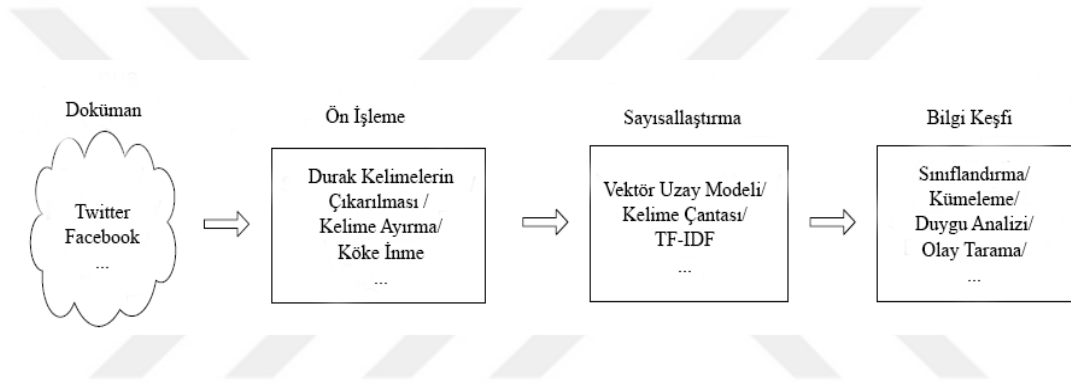 Doküman
Twitter
Facebook
...
Ön İşleme
Durak Kelimelerin
Çıkarılması /
Kelime Ayırma/
Köke İnme
...
Sayısallaştırma
Vektör Uzay Modeli/
Kelime Çantası/
TF-IDF
...
Bilgi Keşfi
Sınıflandırma/
Kümeleme/
Duygu Analizi/
Olay Tarama/
...